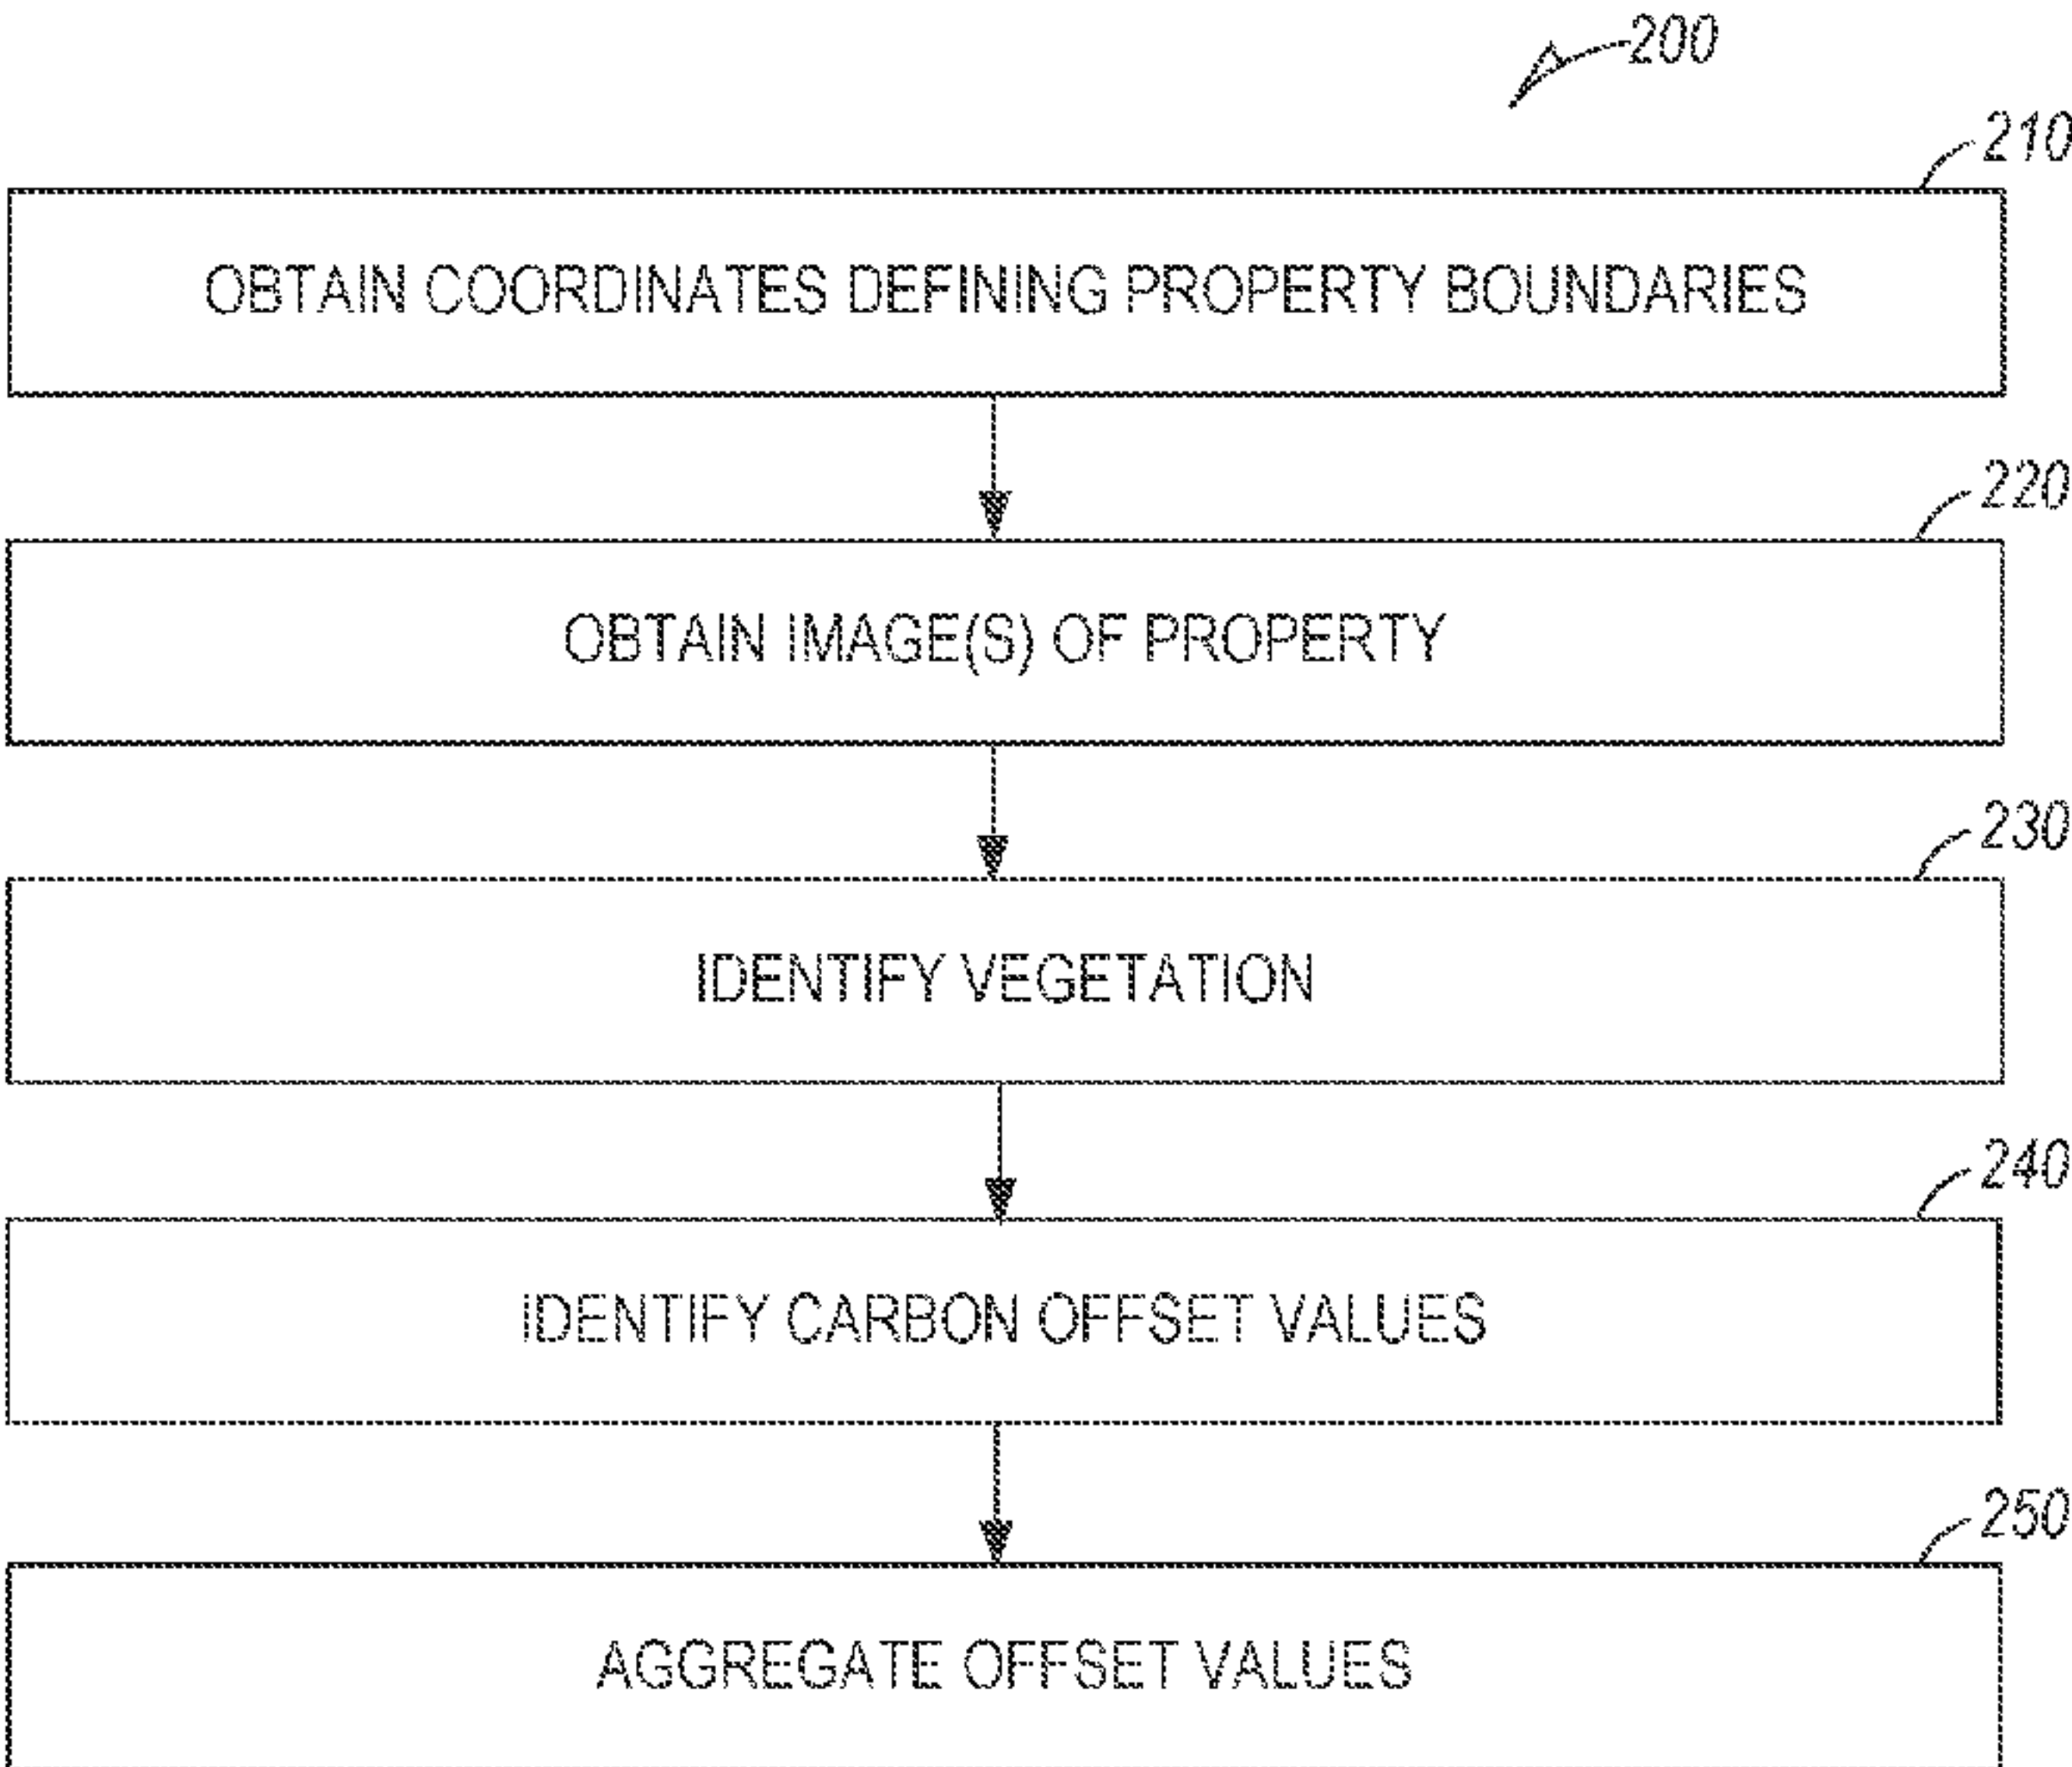 200
210
OBTAIN COORDINATES DEFINING PROPERTY BOUNDARIES
220
OBTAIN IMAGE(S) OF PROPERTY
230
IDENTIFY VEGETATION
240
IDENTIFY CARBON OFFSET VALUES
250
AGGREGATE OFFSET VALUES